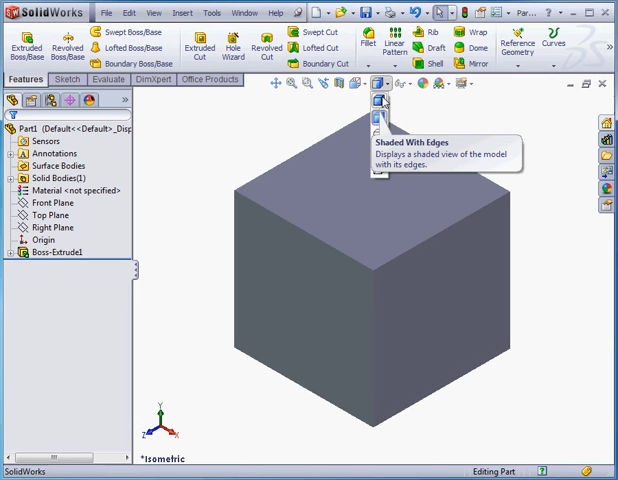 SolidWorks
File
Edit
View
Insert
Tools
Window
Help
Par...
Extruded
Boss/Base
Revolved
Boss/Base
Swept Boss/Base
Lofted Boss/Base
Boundary Boss/Base
Extruded
Cut
Hole
Wizard
Revolved
Cut
Swept Cut
Lofted Cut
Boundary Cut
Fillet
Linear
Pattern
Rib
Draft
Shell
Wrap
Dome
Mirror
Reference
Geometry
Curves
Features
Sketch
Evaluate
DimXpert
Office Products
Part1 (Default<<Default>_Disp
Sensors
Annotations
Surface Bodies
Solid Bodies(1)
Material <not specified>
Front Plane
Top Plane
Right Plane
Origin
Boss-Extrude1
Shaded With Edges
Displays a shaded view of the model
with its edges.
Y
Z
X
*Isometric
SolidWorks
Editing Part